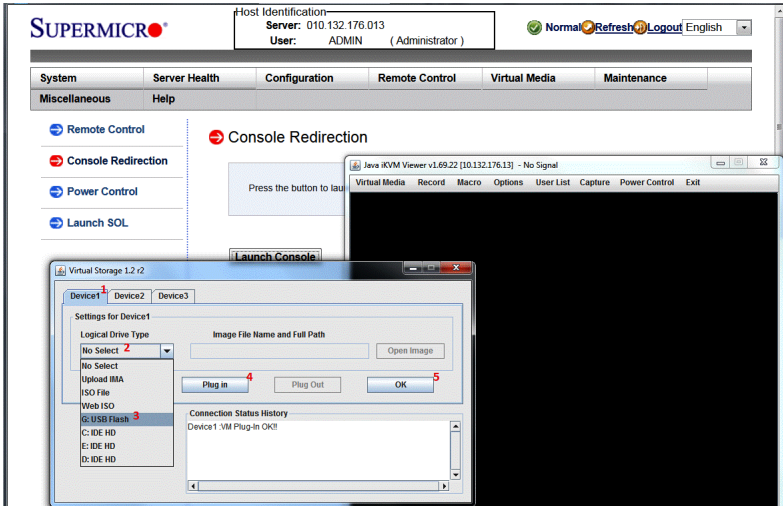 Host Identification
SUPERMICRO
Server: 010.132.176.013
User: ADMIN ( Administrator )
Normal Refresh Logout English
System Server Health Configuration Remote Control Virtual Media Maintenance
Miscellaneous Help
Remote Control
Console Redirection
Power Control
Launch SOL
Console Redirection
Press the button to lau
Launch Console
Java iKVM Viewer v1.69.22 [10.132.176.13] - No Signal
Virtual Media Record Macro Options User List Capture Power Control Exit
Virtual Storage 1.2 r2
Device1 1 Device2 Device3
Settings for Device1
Logical Drive Type Image File Name and Full Path
No Select 2 Open Image
No Select
Upload IMA
ISO File
Web ISO
G: USB Flash 3
C: IDE HD
E: IDE HD
D: IDE HD
Plug in 4 Plug Out OK 5
Connection Status History
Device1 :VM Plug-In OK!!